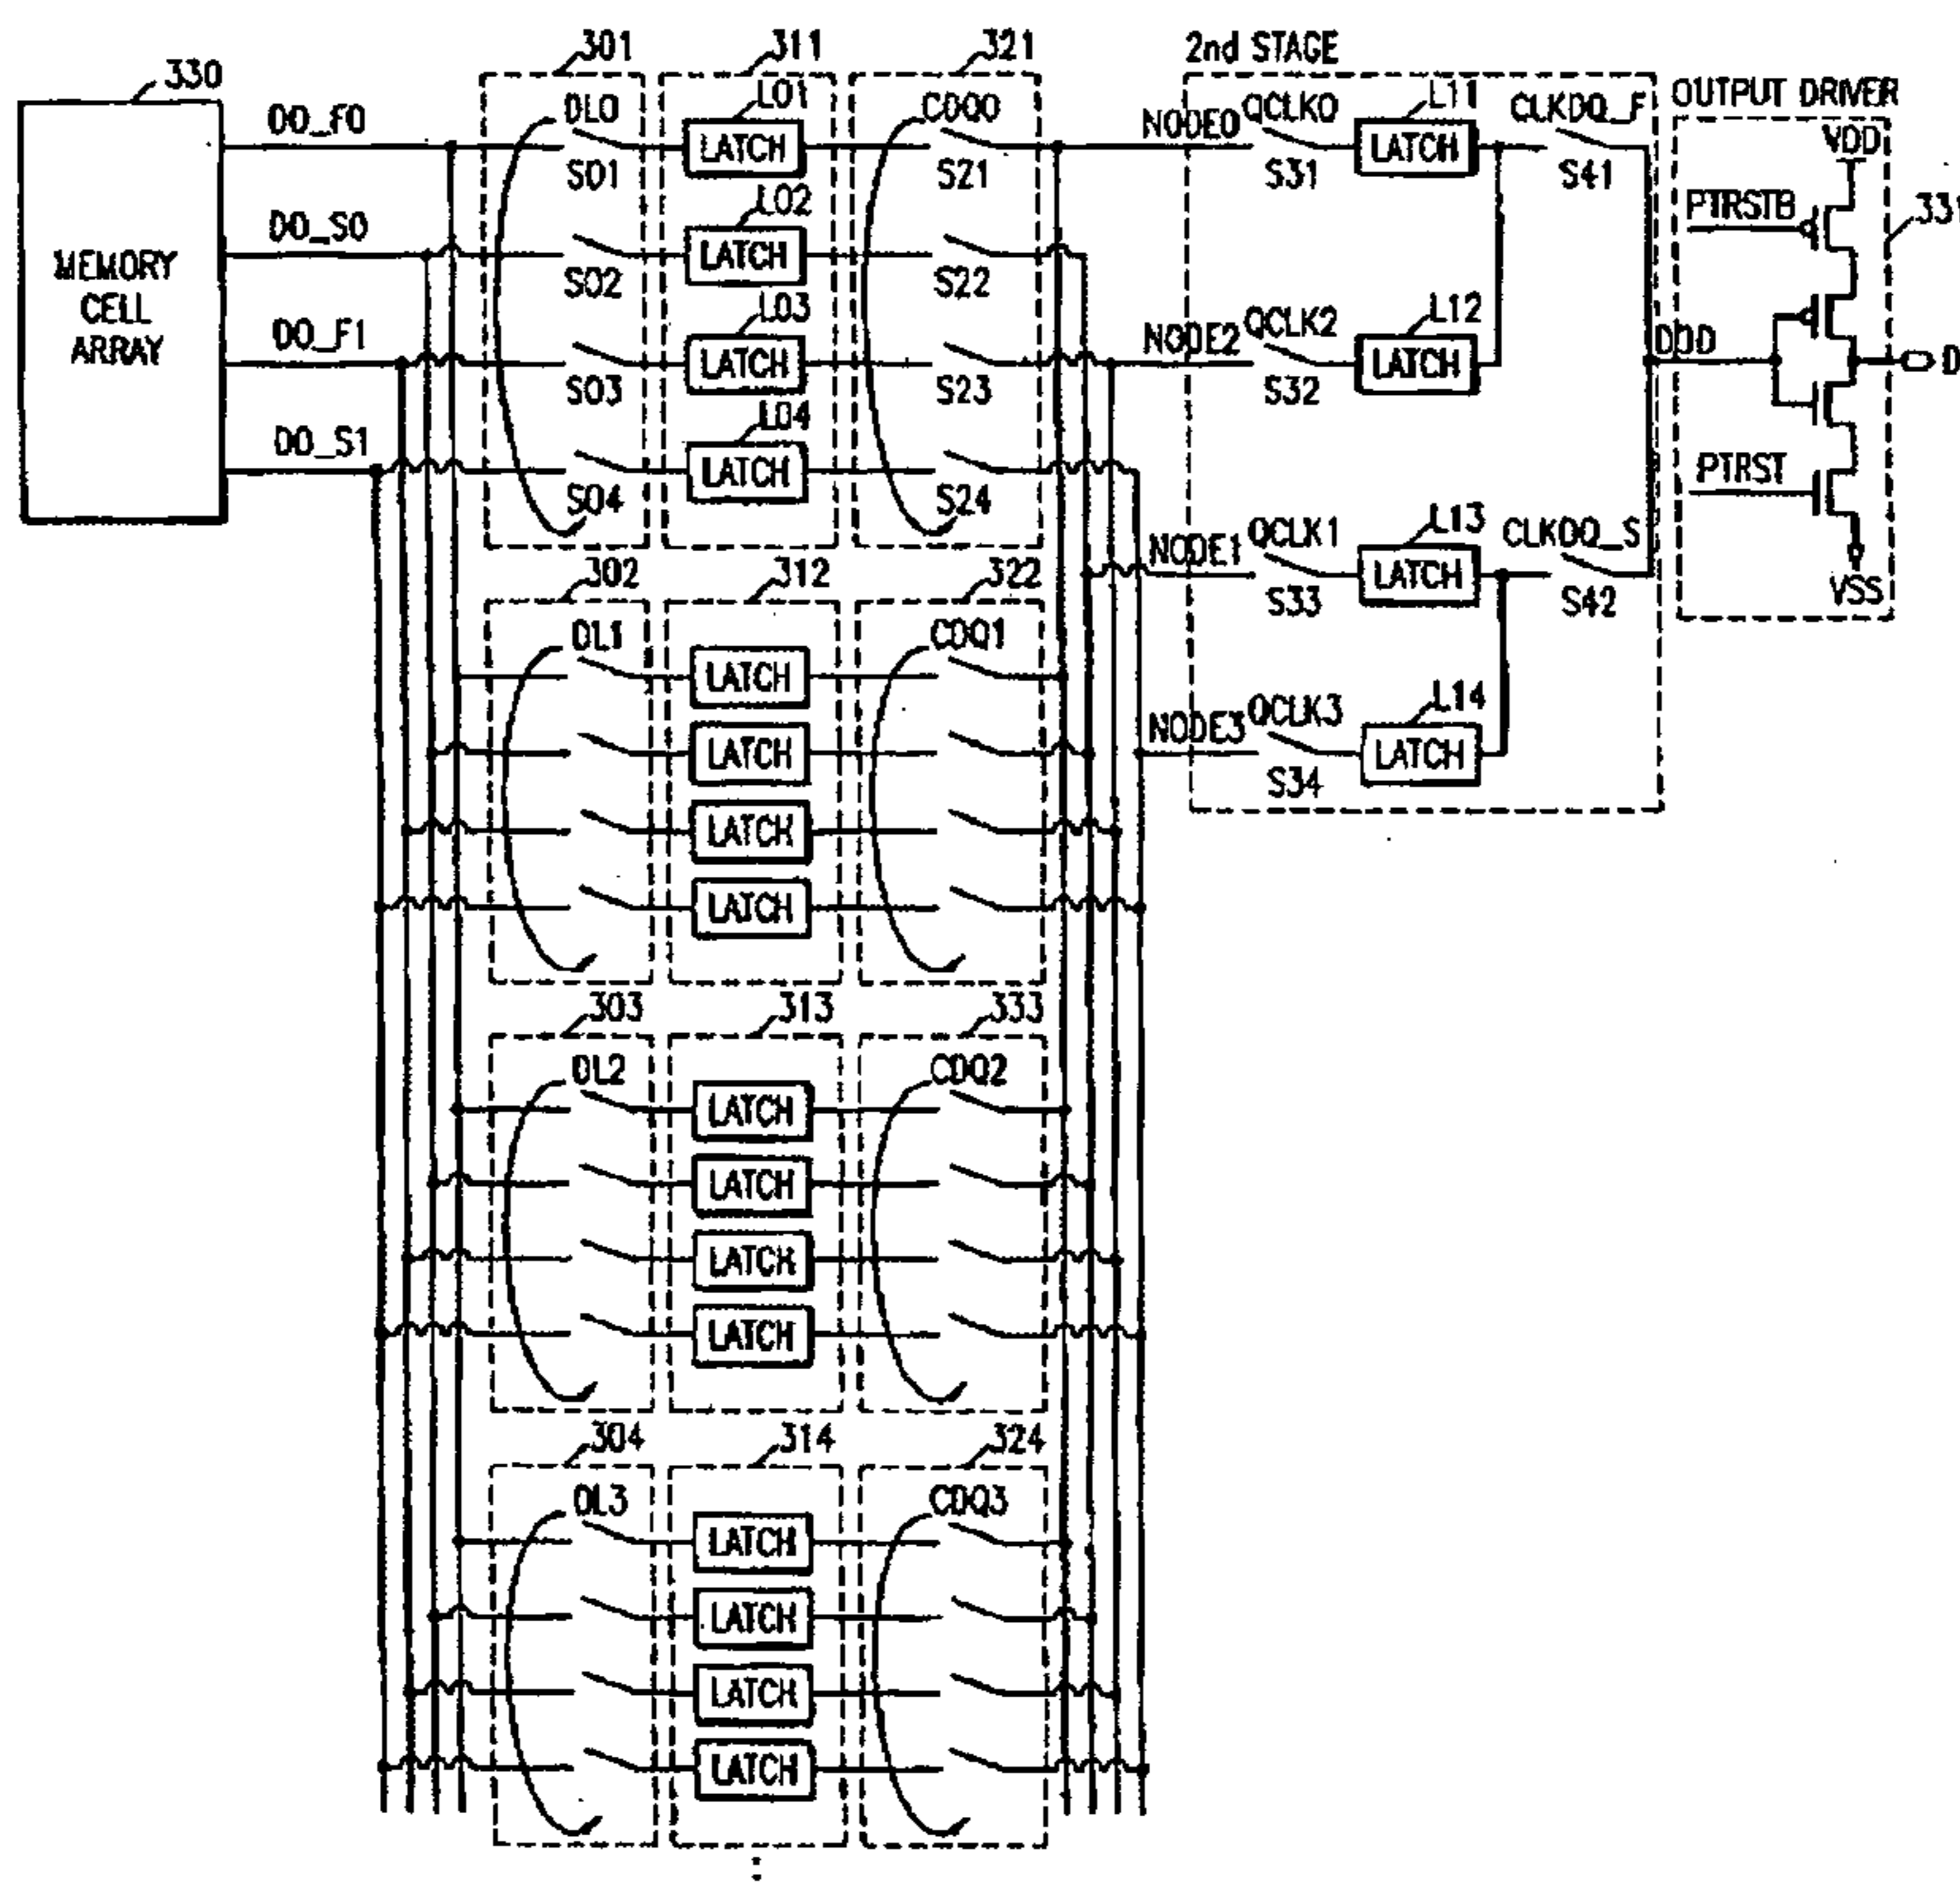 330
MEMORY
CELL
ARRAY
DO_F0
DO_S0
DO_F1
DO_S1
301
DL0
S01
S02
S03
S04
311
L01
LATCH
L02
LATCH
L03
LATCH
L04
LATCH
321
CDQ0
S21
S22
S23
S24
2nd STAGE
NODE0
QCLK0
S31
L11
LATCH
CLKDQ_F
S41
NODE2
QCLK2
S32
L12
LATCH
NODE1
QCLK1
S33
L13
LATCH
CLKDQ_S
S42
NODE3
QCLK3
S34
L14
LATCH
OUTPUT DRIVER
VDD
PTRSTB
331
DOD
D
PTRST
VSS
302
DL1
312
LATCH
LATCH
LATCH
LATCH
322
CDQ1
303
DL2
313
LATCH
LATCH
LATCH
LATCH
333
CDQ2
304
DL3
314
LATCH
LATCH
LATCH
LATCH
324
CDQ3